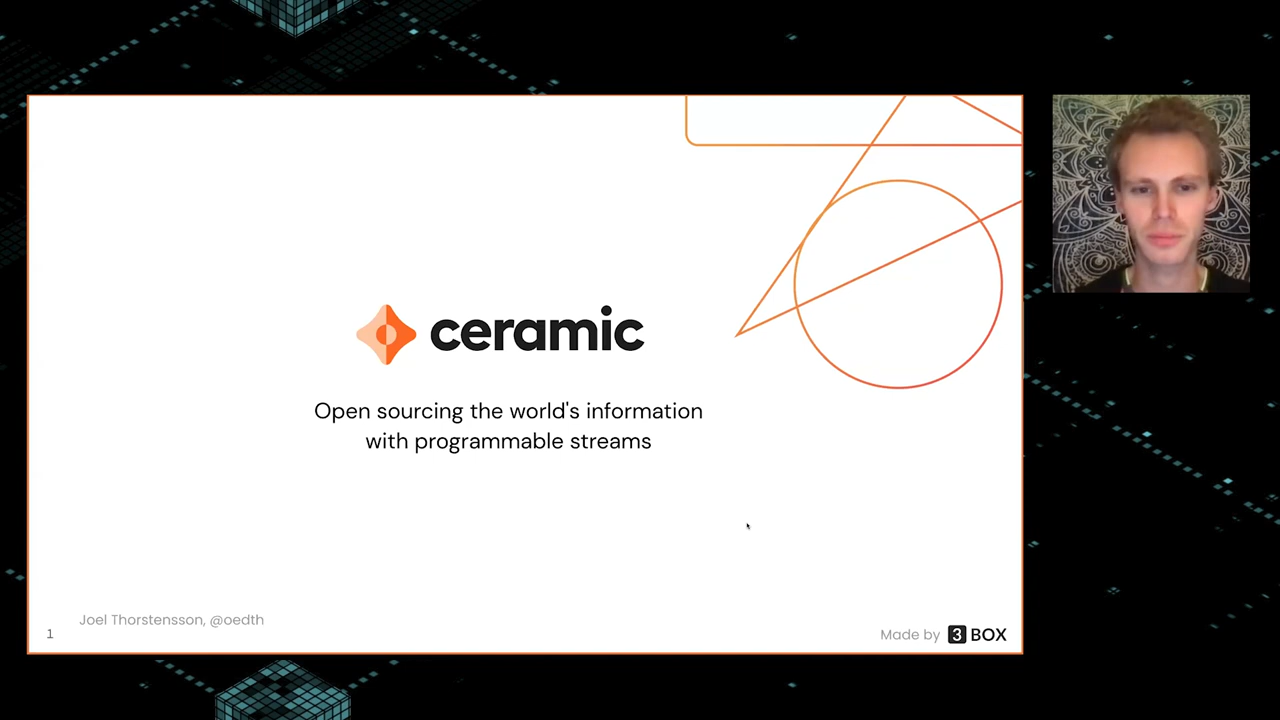 ceramic
Open sourcing the world's information
with programmable streams
Joel Thorstensson, @oedth
1
Made by 3 BOX